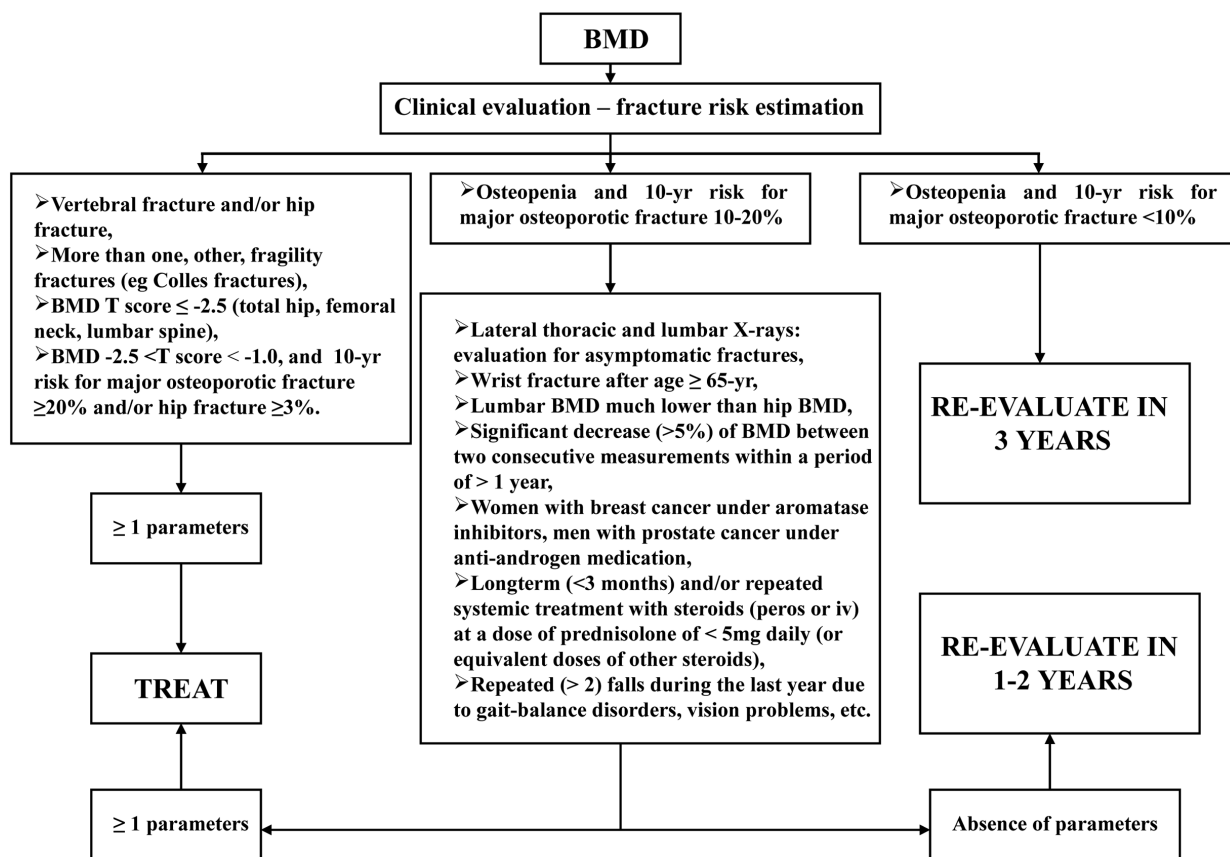 BMD
Clinical evaluation – fracture risk estimation
➢Vertebral fracture and/or hip
fracture,
➢More than one, other, fragility
fractures (eg Colles fractures),
➢BMD T score ≤ -2.5 (total hip, femoral
neck, lumbar spine),
➢BMD -2.5 <T score < -1.0, and 10-yr
risk for major osteoporotic fracture
≥20% and/or hip fracture ≥3%.
➢Osteopenia and 10-yr risk for
major osteoporotic fracture 10-20%
➢Osteopenia and 10-yr risk for
major osteoporotic fracture <10%
➢Lateral thoracic and lumbar X-rays:
evaluation for asymptomatic fractures,
➢Wrist fracture after age ≥ 65-yr,
➢Lumbar BMD much lower than hip BMD,
➢Significant decrease (>5%) of BMD between
two consecutive measurements within a period
of > 1 year,
➢Women with breast cancer under aromatase
inhibitors, men with prostate cancer under
anti-androgen medication,
➢Longterm (<3 months) and/or repeated
systemic treatment with steroids (peros or iv)
at a dose of prednisolone of < 5mg daily (or
equivalent doses of other steroids),
➢Repeated (> 2) falls during the last year due
to gait-balance disorders, vision problems, etc.
RE-EVALUATE IN
3 YEARS
≥ 1 parameters
TREAT
RE-EVALUATE IN
1-2 YEARS
≥ 1 parameters
Absence of parameters